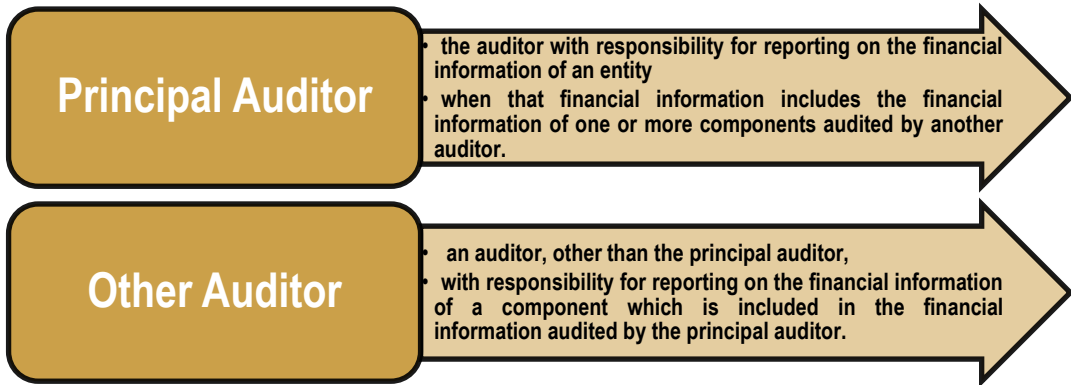 Principal Auditor
• the auditor with responsibility for reporting on the financial
information of an entity
• when that financial information includes the financial
information of one or more components audited by another
auditor.
Other Auditor
• an auditor, other than the principal auditor,
• with responsibility for reporting on the financial information
of a component which is included in the financial
information audited by the principal auditor.